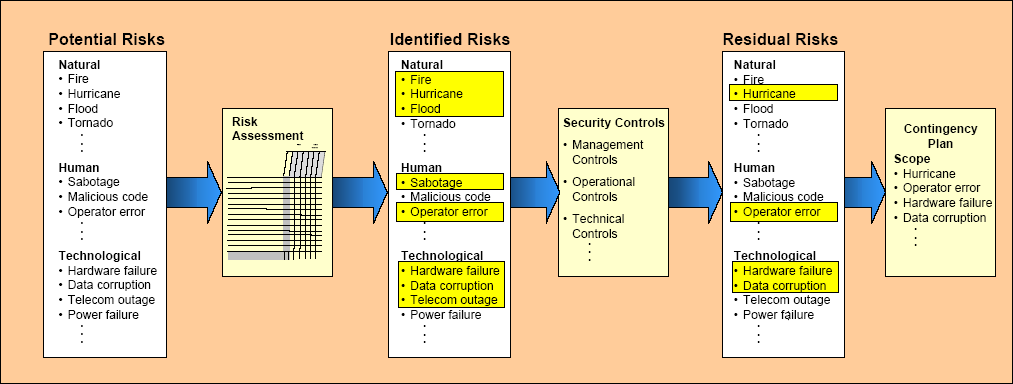 Potential Risks
Natural
• Fire
• Hurricane
• Flood
• Tornado
Human
• Sabotage
• Malicious code
• Operator error
Technological
• Hardware failure
• Data corruption
• Telecom outage
• Power failure
Risk
Assessment
Identified Risks
Natural
• Fire
• Hurricane
• Flood
• Tornado
Human
• Sabotage
• Malicious code
• Operator error
Technological
• Hardware failure
• Data corruption
• Telecom outage
• Power failure
Security Controls
• Management
Controls
• Operational
Controls
• Technical
Controls
Residual Risks
Natural
• Fire
• Hurricane
• Flood
• Tornado
Human
• Sabotage
• Malicious code
• Operator error
Technological
• Hardware failure
• Data corruption
• Telecom outage
• Power failure
Contingency
Plan
Scope
• Hurricane
• Operator error
• Hardware failure
• Data corruption